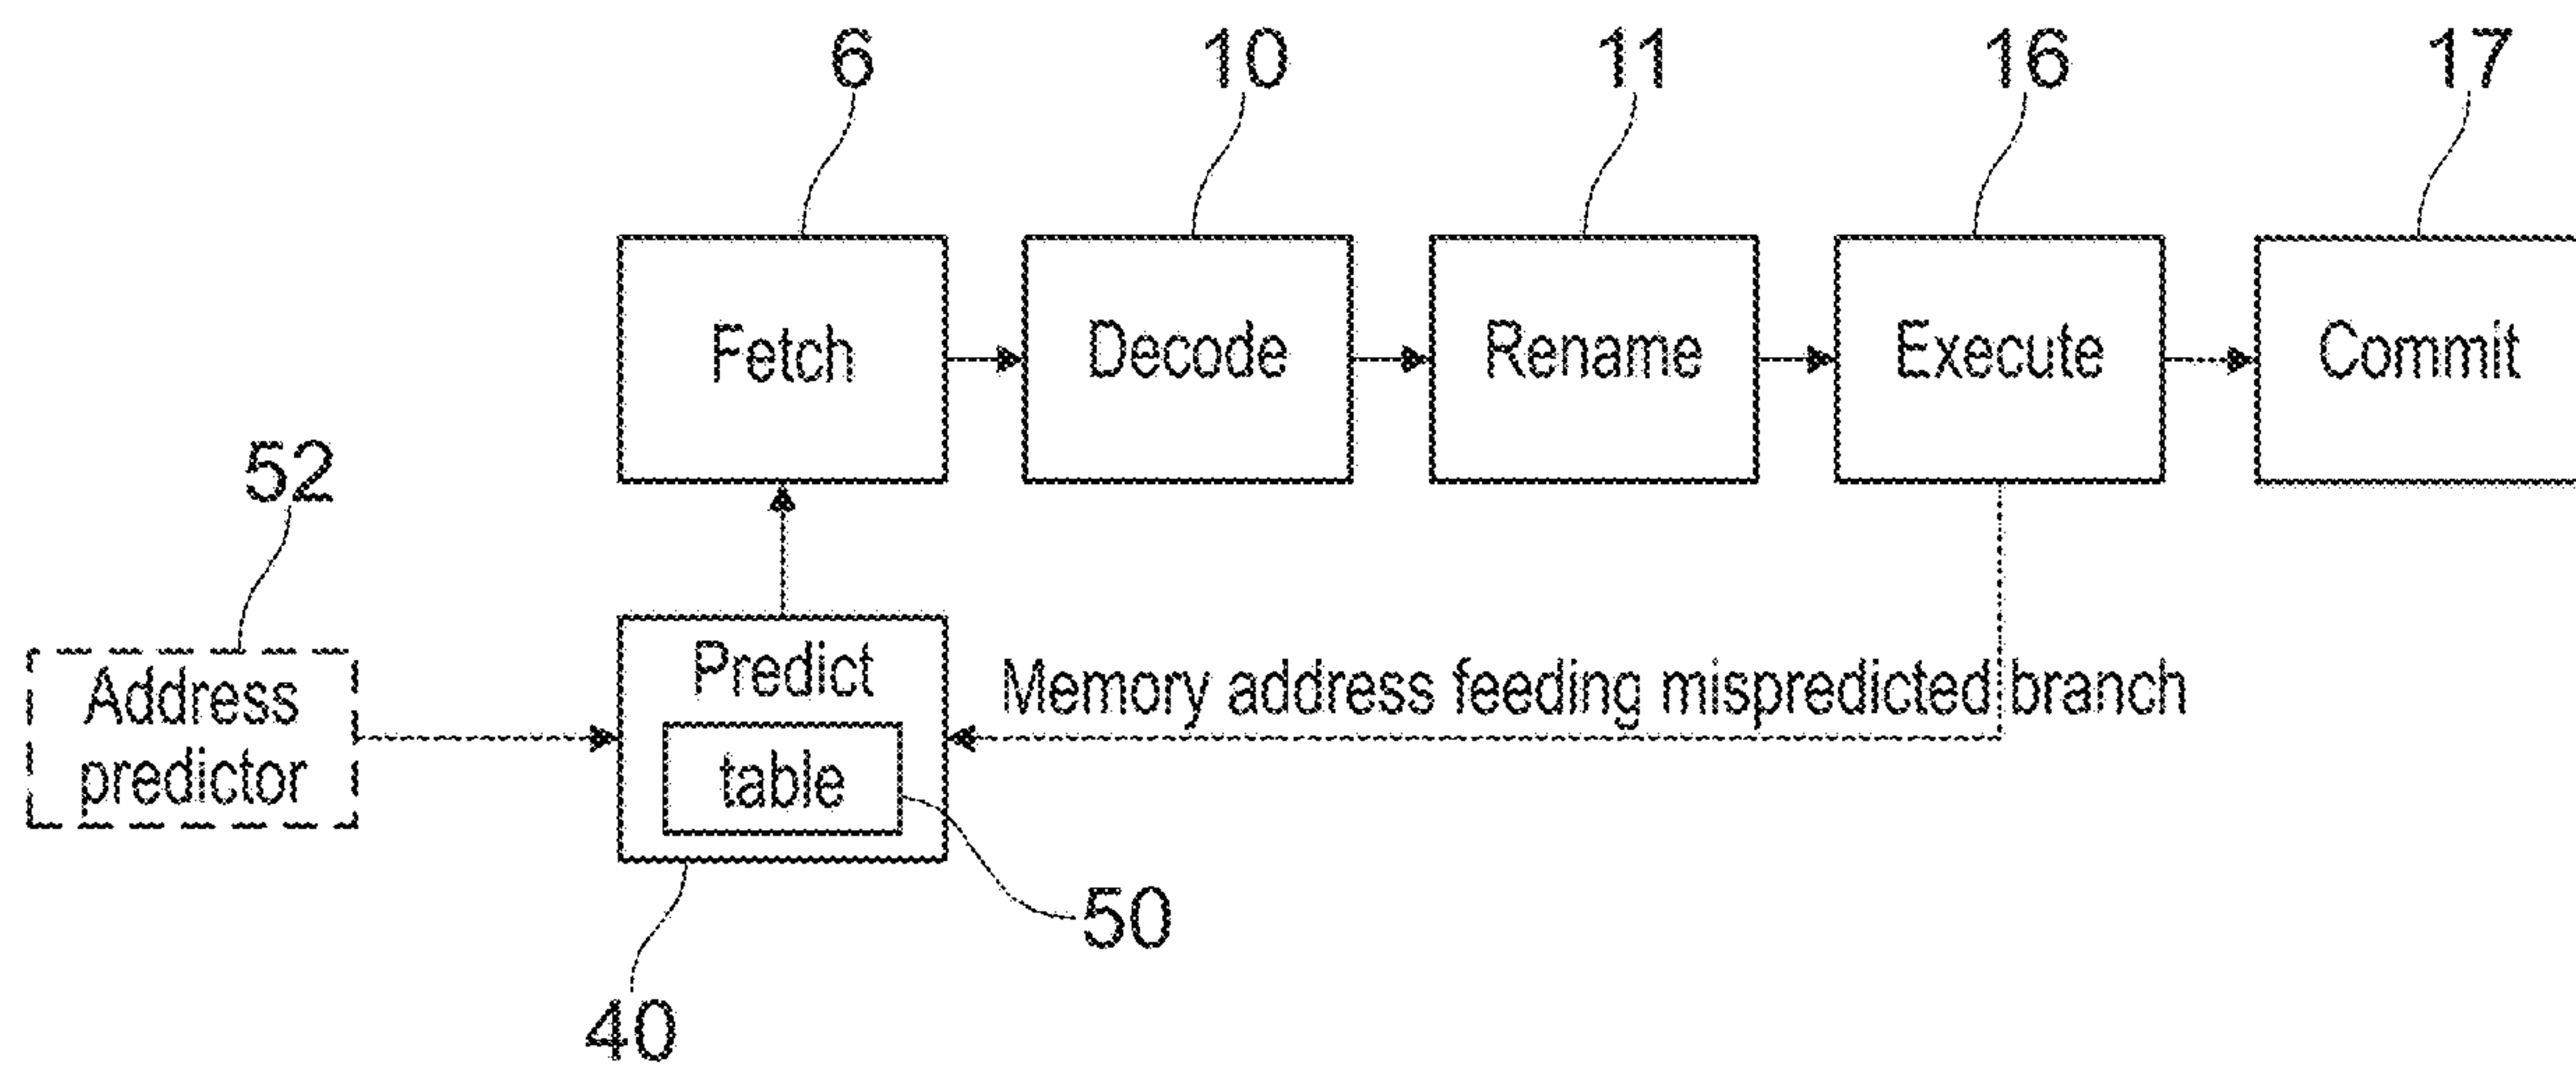 6 10 11 16 17
Fetch Decode Rename Execute Commit
52
Address
predictor
Predict
table
Memory address feeding mispredicted branch
50
40